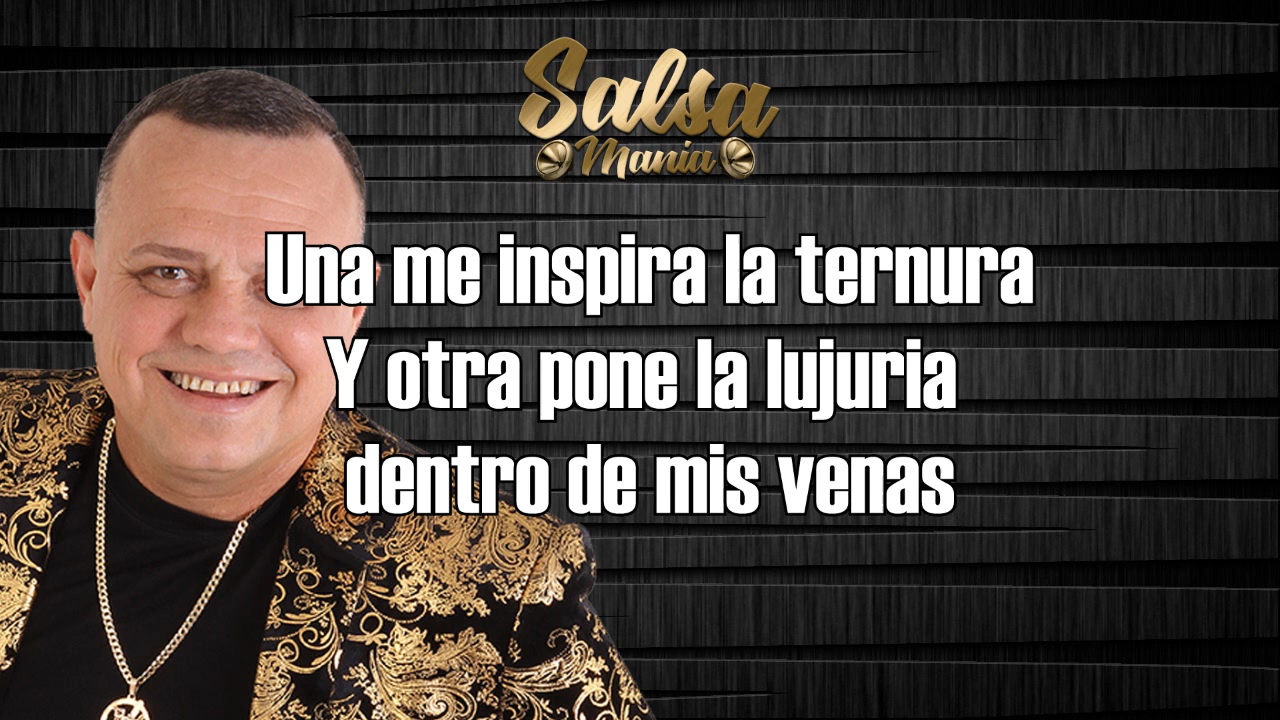 Salsa
Mania
Una me inspira la ternura
Y otra pone la lujuria
dentro de mis venas